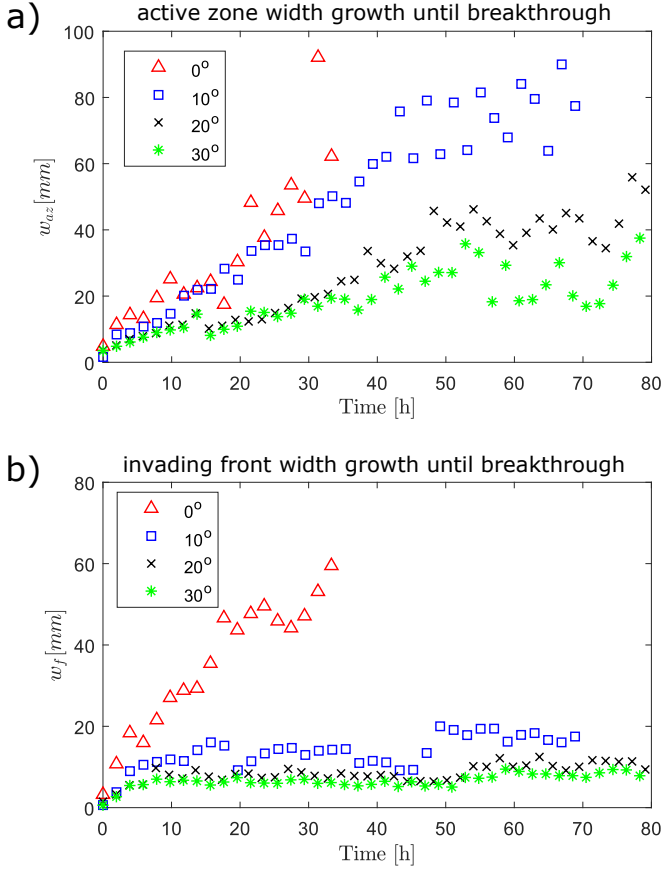 a)
active zone width growth until breakthrough
100
80
60
40
20
0
w_az [mm]
0°
10°
20°
30°
0 10 20 30 40 50 60 70 80
Time [h]
b)
invading front width growth until breakthrough
80
60
40
20
0
w_f [mm]
0°
10°
20°
30°
0 10 20 30 40 50 60 70 80
Time [h]